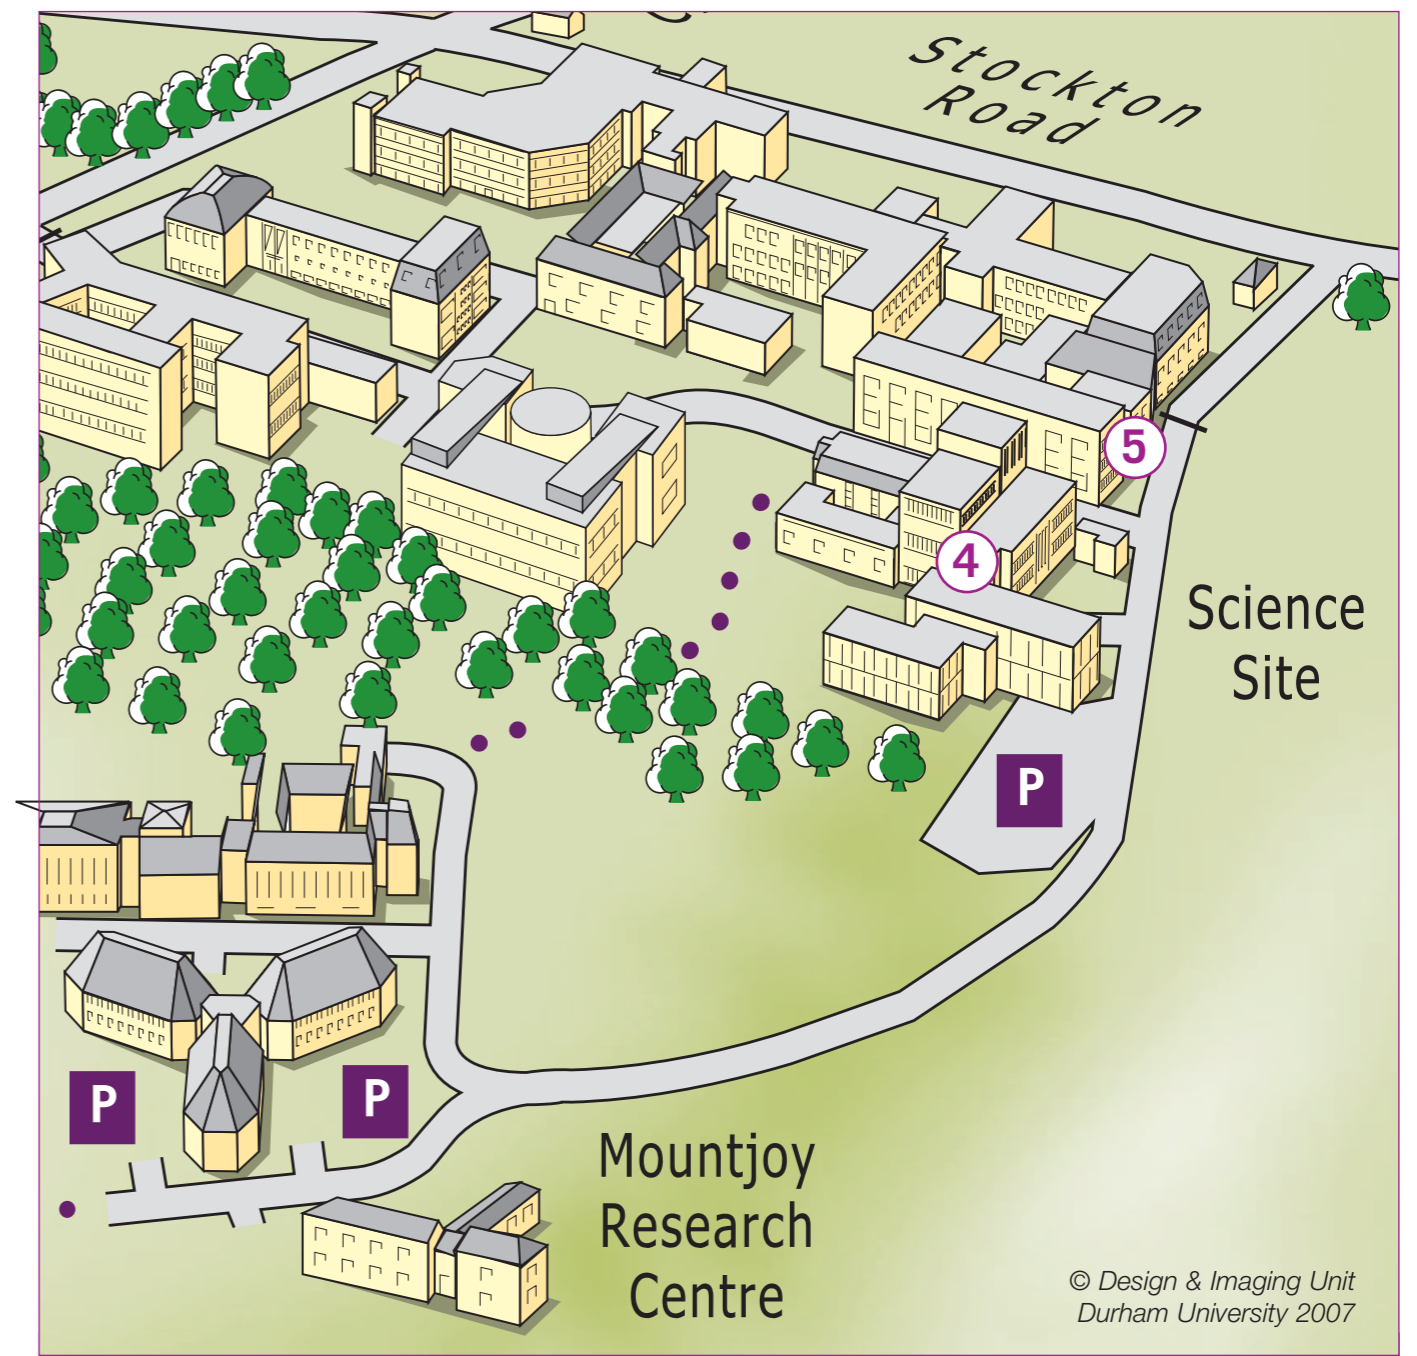 Stockton
Road
5
4
Science
Site
P
P
P
Mountjoy
Research
Centre
© Design & Imaging Unit
Durham University 2007